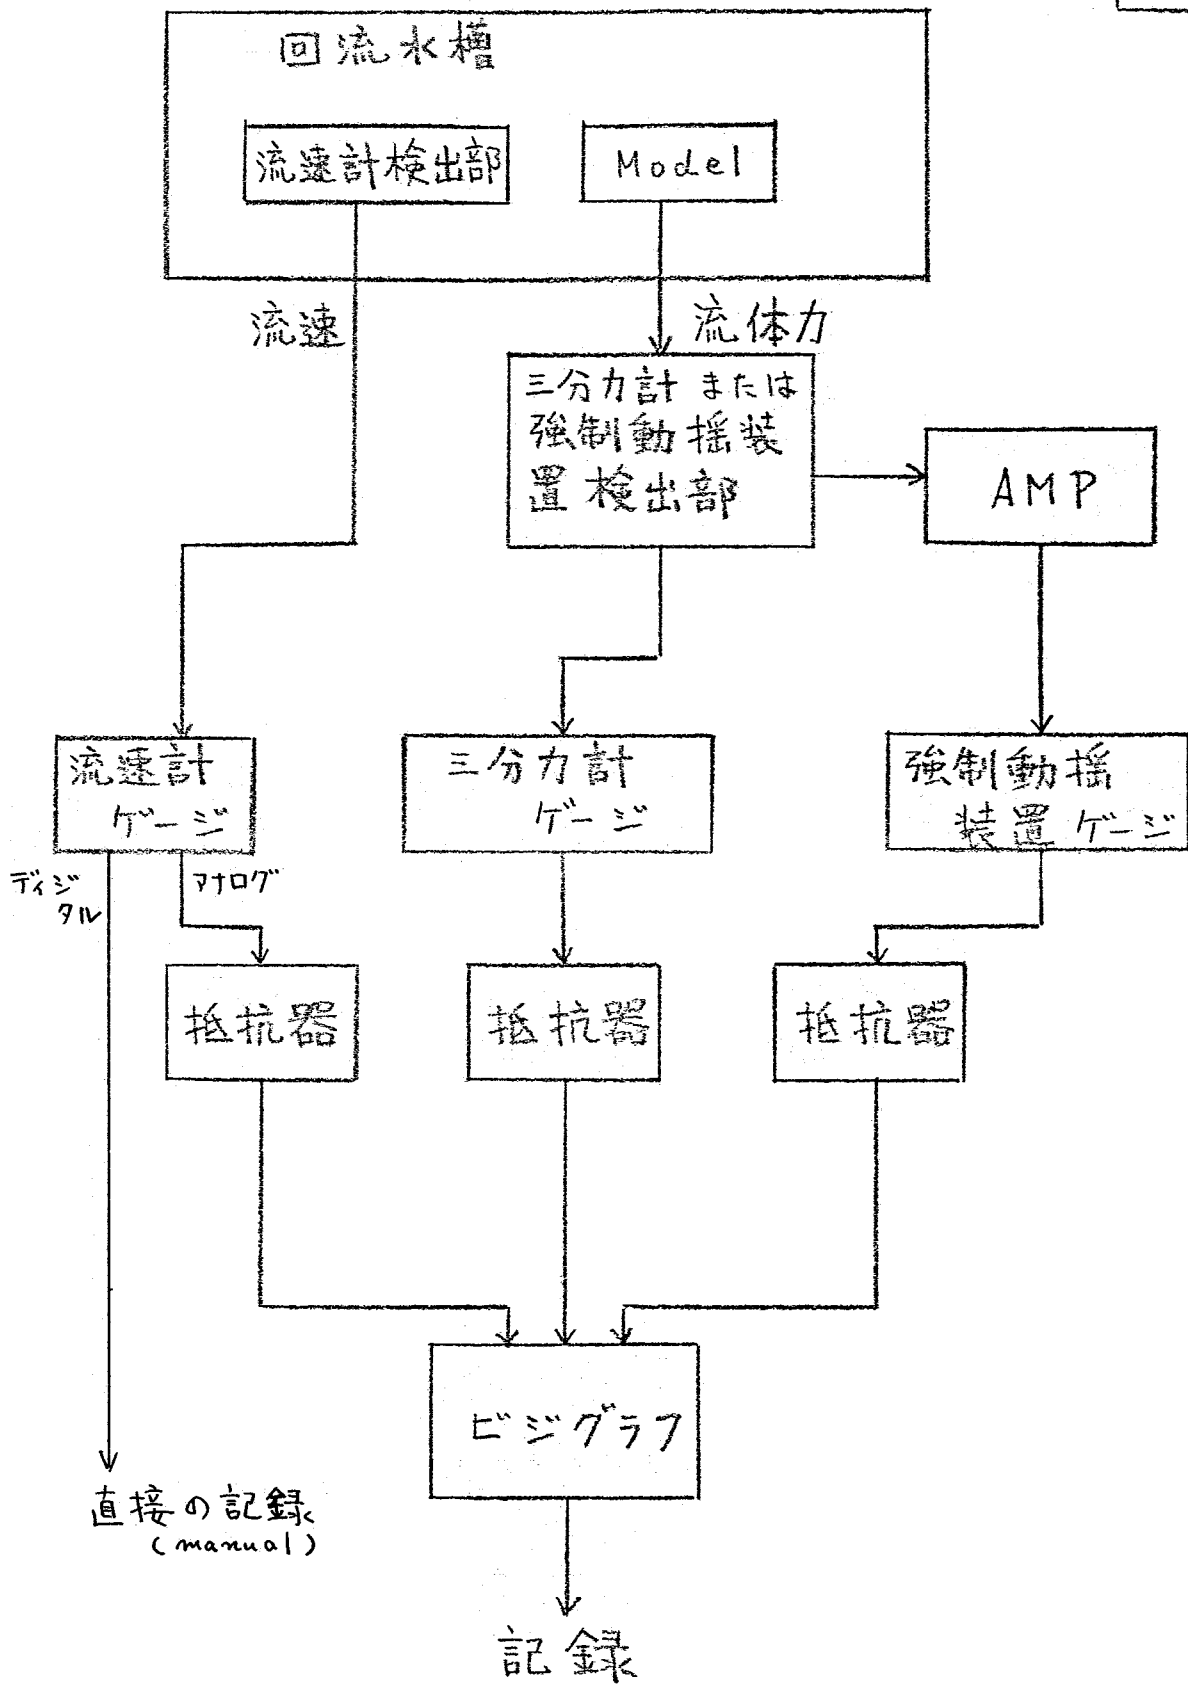 回流水槽
流速計検出部
Model
流速
流体力
三分力計 または
強制動揺装
置検出部
AMP
流速計
ゲージ
三分力計
ゲージ
強制動揺
装置ゲージ
ディジ
タル
アナログ
抵抗器
抵抗器
抵抗器
ビジグラフ
直接の記録
(manual)
記録